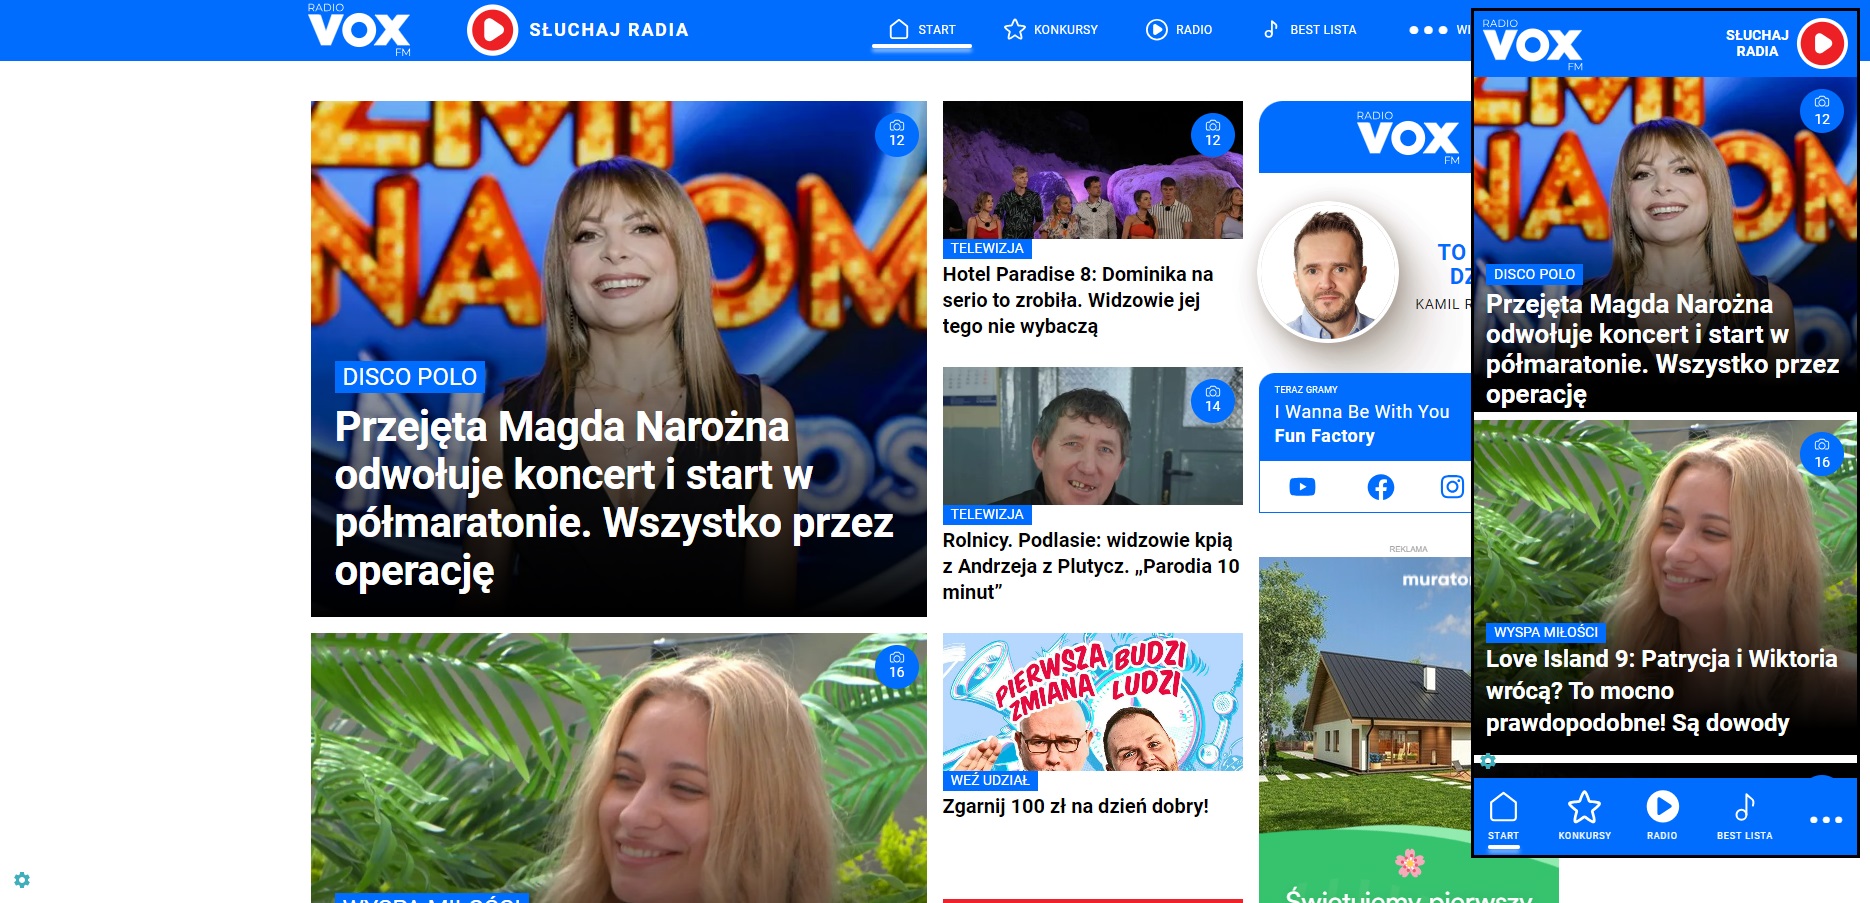 RADIO
VOX
FM
SŁUCHAJ RADIA
START
KONKURSY
RADIO
BEST LISTA
12
DISCO POLO
Przejęta Magda Narożna
odwołuje koncert i start w
półmaratonie. Wszystko przez
operację
16
12
TELEWIZJA
Hotel Paradise 8: Dominika na
serio to zrobiła. Widzowie jej
tego nie wybaczą
14
TELEWIZJA
Rolnicy. Podlasie: widzowie kpią
z Andrzeja z Plutycz. „Parodia 10
minut”
PIERWSZA BUDZI
ZMIANA LUDZI
WEŹ UDZIAŁ
Zgarnij 100 zł na dzień dobry!
RADIO
VOX
FM
TO
KAMIL
TERAZ GRAMY
I Wanna Be With You
Fun Factory
REKLAMA
murator
Świętujemy pierwszy
RADIO
VOX
FM
SŁUCHAJ
RADIA
12
DISCO POLO
Przejęta Magda Narożna
odwołuje koncert i start w
półmaratonie. Wszystko przez
operację
16
WYSPA MIŁOŚCI
Love Island 9: Patrycja i Wiktoria
wrócą? To mocno
prawdopodobne! Są dowody
START
KONKURSY
RADIO
BEST LISTA